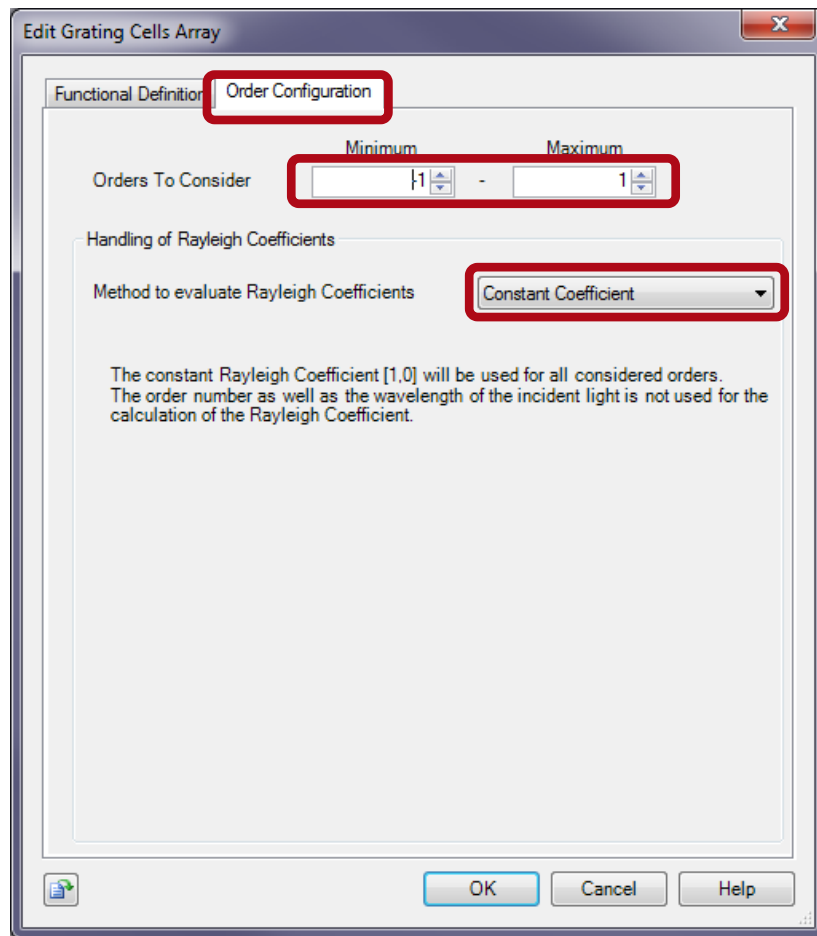 Edit Grating Cells Array
Functional Definition Order Configuration
Minimum Maximum
Orders To Consider -1 - 1
Handling of Rayleigh Coefficients
Method to evaluate Rayleigh Coefficients Constant Coefficient
The constant Rayleigh Coefficient [1,0] will be used for all considered orders.
The order number as well as the wavelength of the incident light is not used for the
calculation of the Rayleigh Coefficient.
OK Cancel Help